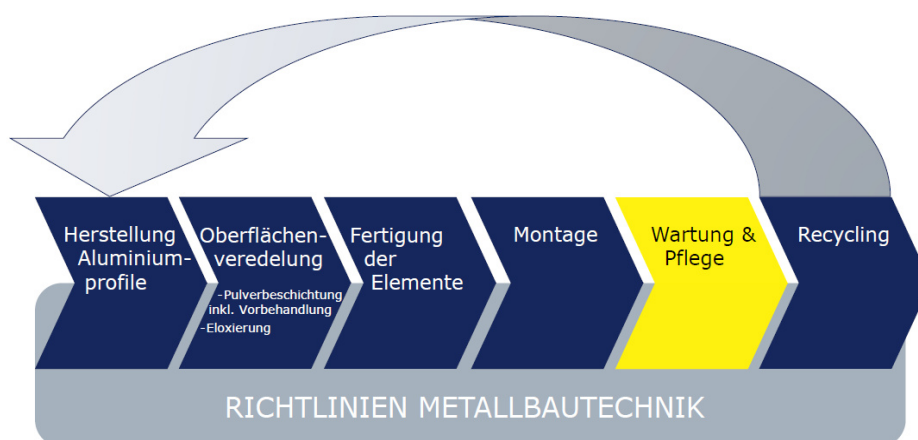 Herstellung
Aluminium-
profile
Oberflächen-
veredelung
-Pulverbeschichtung
inkl. Vorbehandlung
-Eloxierung
Fertigung
der
Elemente
Montage
Wartung &
Pflege
Recycling
RICHTLINIEN METALLBAUTECHNIK